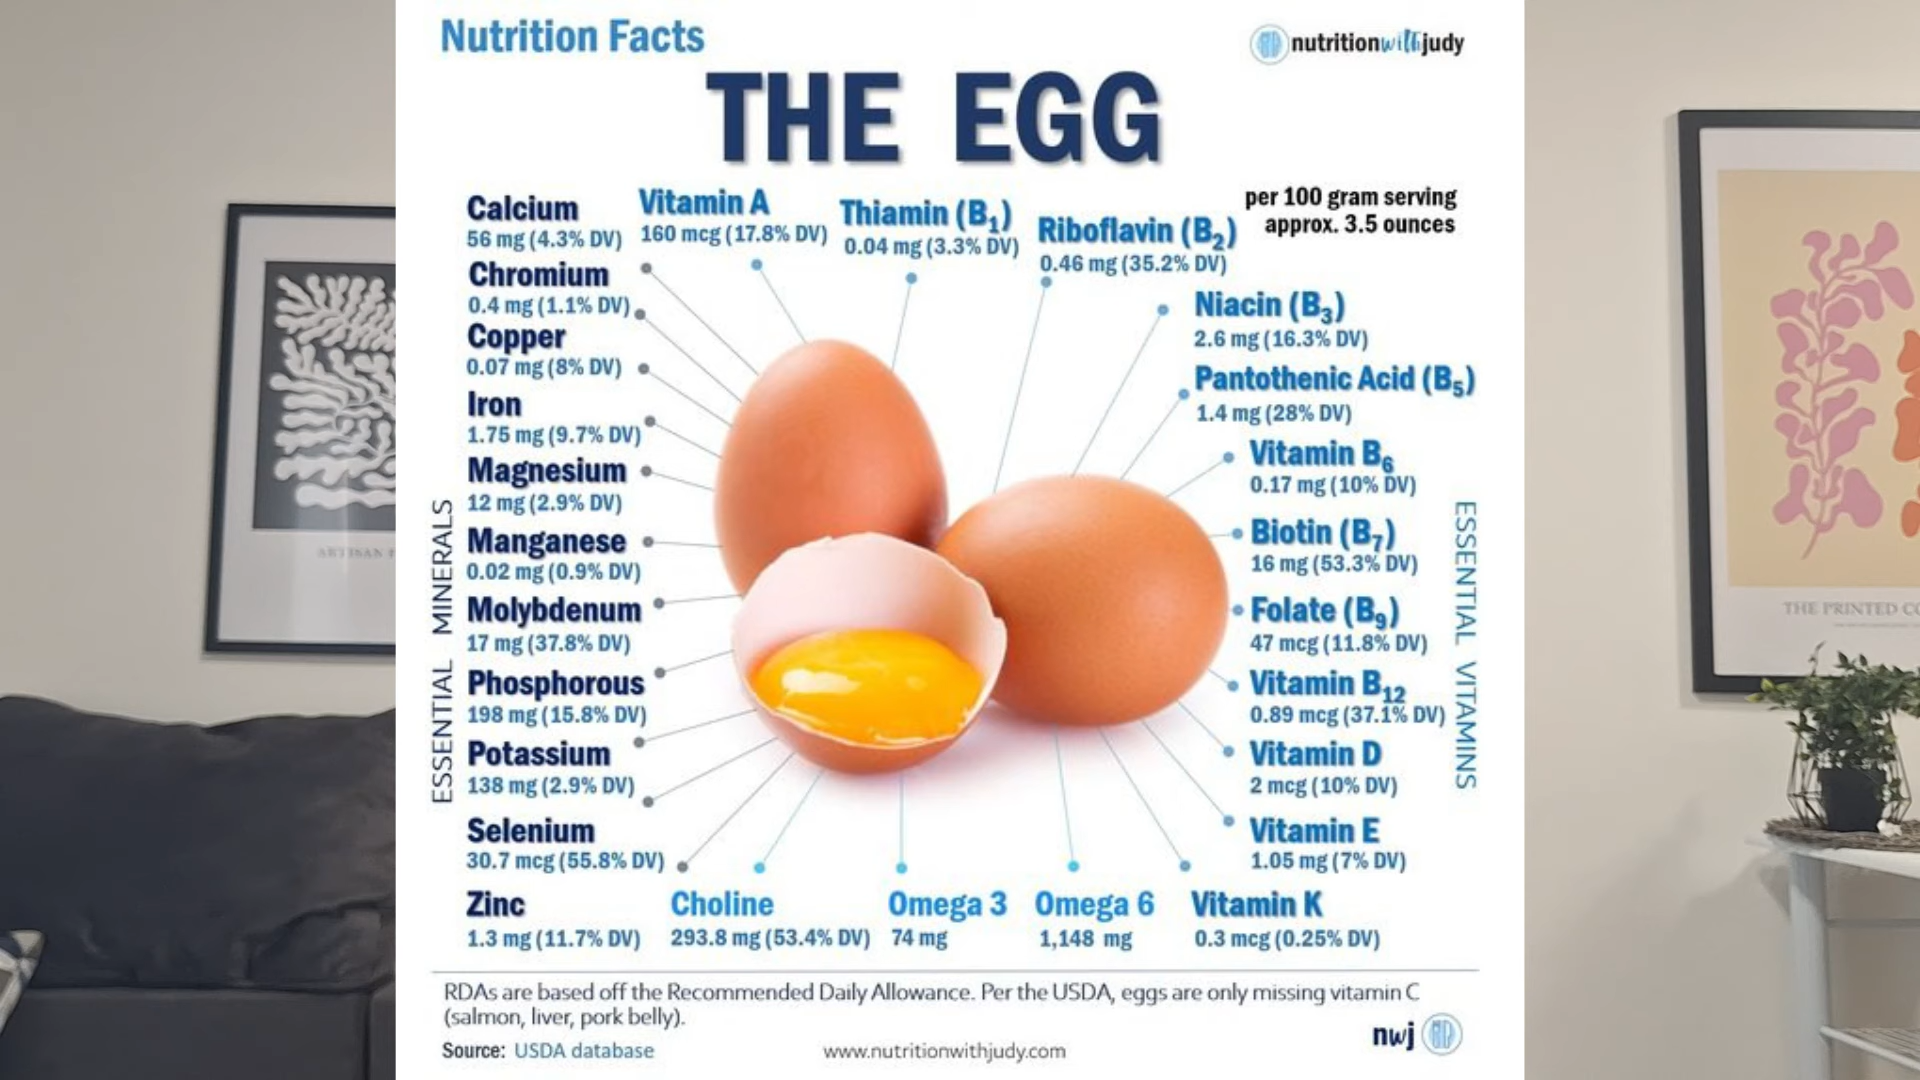 Nutrition Facts
nutritionwithjudy
THE EGG
per 100 gram serving
approx. 3.5 ounces
Calcium
56 mg (4.3% DV)
Chromium
0.4 mg (1.1% DV)
Copper
0.07 mg (8% DV)
Iron
1.75 mg (9.7% DV)
Magnesium
12 mg (2.9% DV)
Manganese
0.02 mg (0.9% DV)
Molybdenum
17 mg (37.8% DV)
Phosphorous
198 mg (15.8% DV)
Potassium
138 mg (2.9% DV)
Selenium
30.7 mcg (55.8% DV)
Zinc
1.3 mg (11.7% DV)
ESSENTIAL MINERALS
Vitamin A
160 mcg (17.8% DV)
Thiamin (B1)
0.04 mg (3.3% DV)
Riboflavin (B2)
0.46 mg (35.2% DV)
Niacin (B3)
2.6 mg (16.3% DV)
Pantothenic Acid (B5)
1.4 mg (28% DV)
Vitamin B6
0.17 mg (10% DV)
Biotin (B7)
16 mg (53.3% DV)
Folate (B9)
47 mcg (11.8% DV)
Vitamin B12
0.89 mcg (37.1% DV)
Vitamin D
2 mcg (10% DV)
Vitamin E
1.05 mg (7% DV)
ESSENTIAL VITAMINS
Choline
293.8 mg (53.4% DV)
Omega 3
74 mg
Omega 6
1,148 mg
Vitamin K
0.3 mcg (0.25% DV)
RDAs are based off the Recommended Daily Allowance. Per the USDA, eggs are only missing vitamin C
(salmon, liver, pork belly).
Source: USDA database
www.nutritionwithjudy.com
nwj
ARTISAN
THE PRINTED